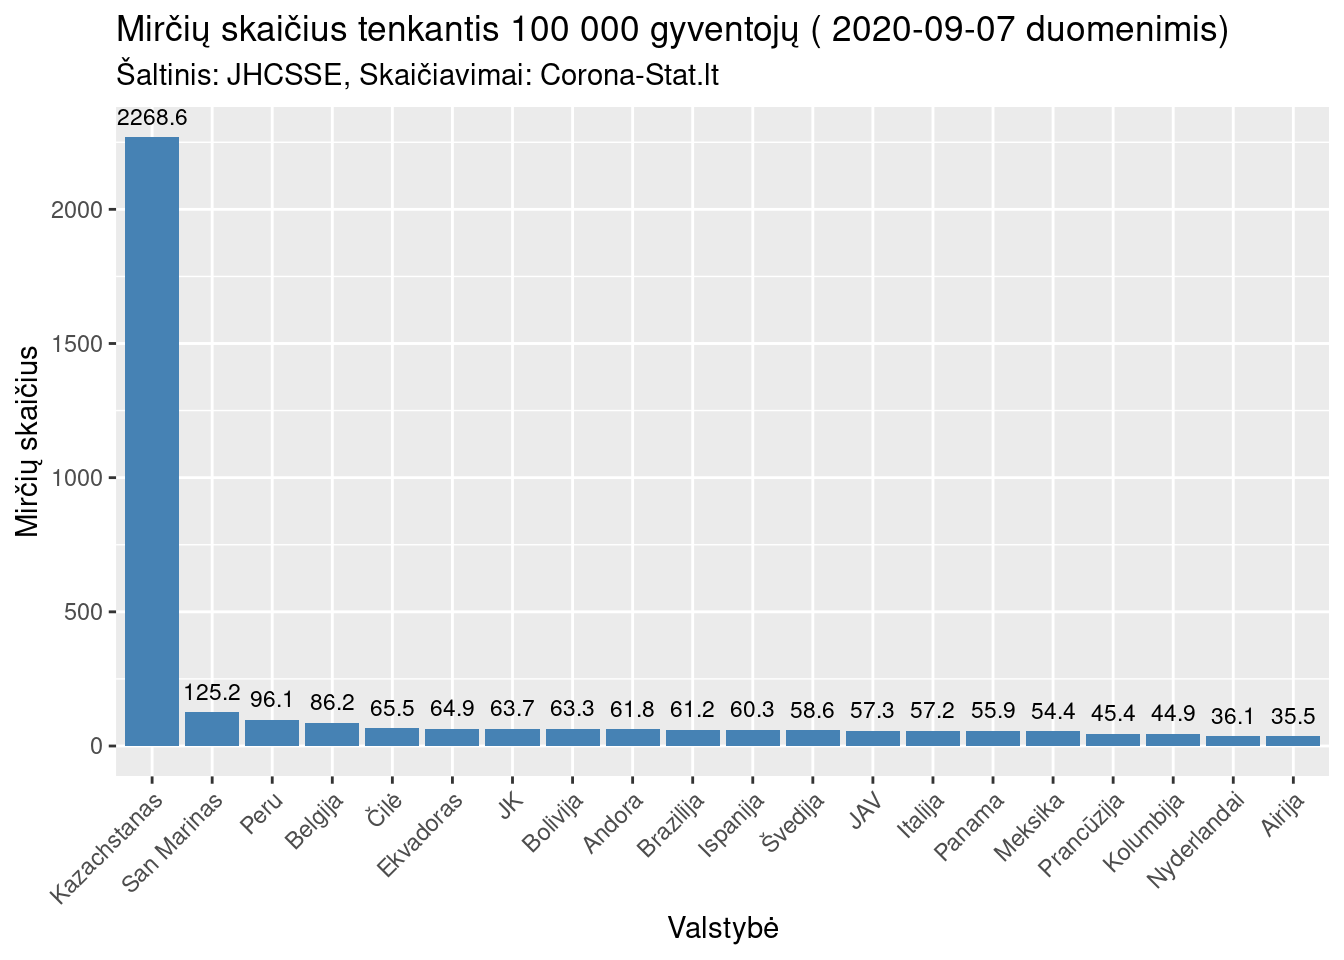 Mirčių skaičius tenkantis 100 000 gyventojų ( 2020-09-07 duomenimis)
Šaltinis: JHCSSE, Skaičiavimai: Corona-Stat.lt
Mirčių skaičius
2000
1500
1000
500
0
2268.6
125.2
96.1
86.2
65.5
64.9
63.7
63.3
61.8
61.2
60.3
58.6
57.3
57.2
55.9
54.4
45.4
44.9
36.1
35.5
Kazachstanas
San Marinas
Peru
Belgija
Čilė
Ekvadoras
JK
Bolivija
Andora
Brazilija
Ispanija
Švedija
JAV
Italija
Panama
Meksika
Prancūzija
Kolumbija
Nyderlandai
Airija
Valstybė